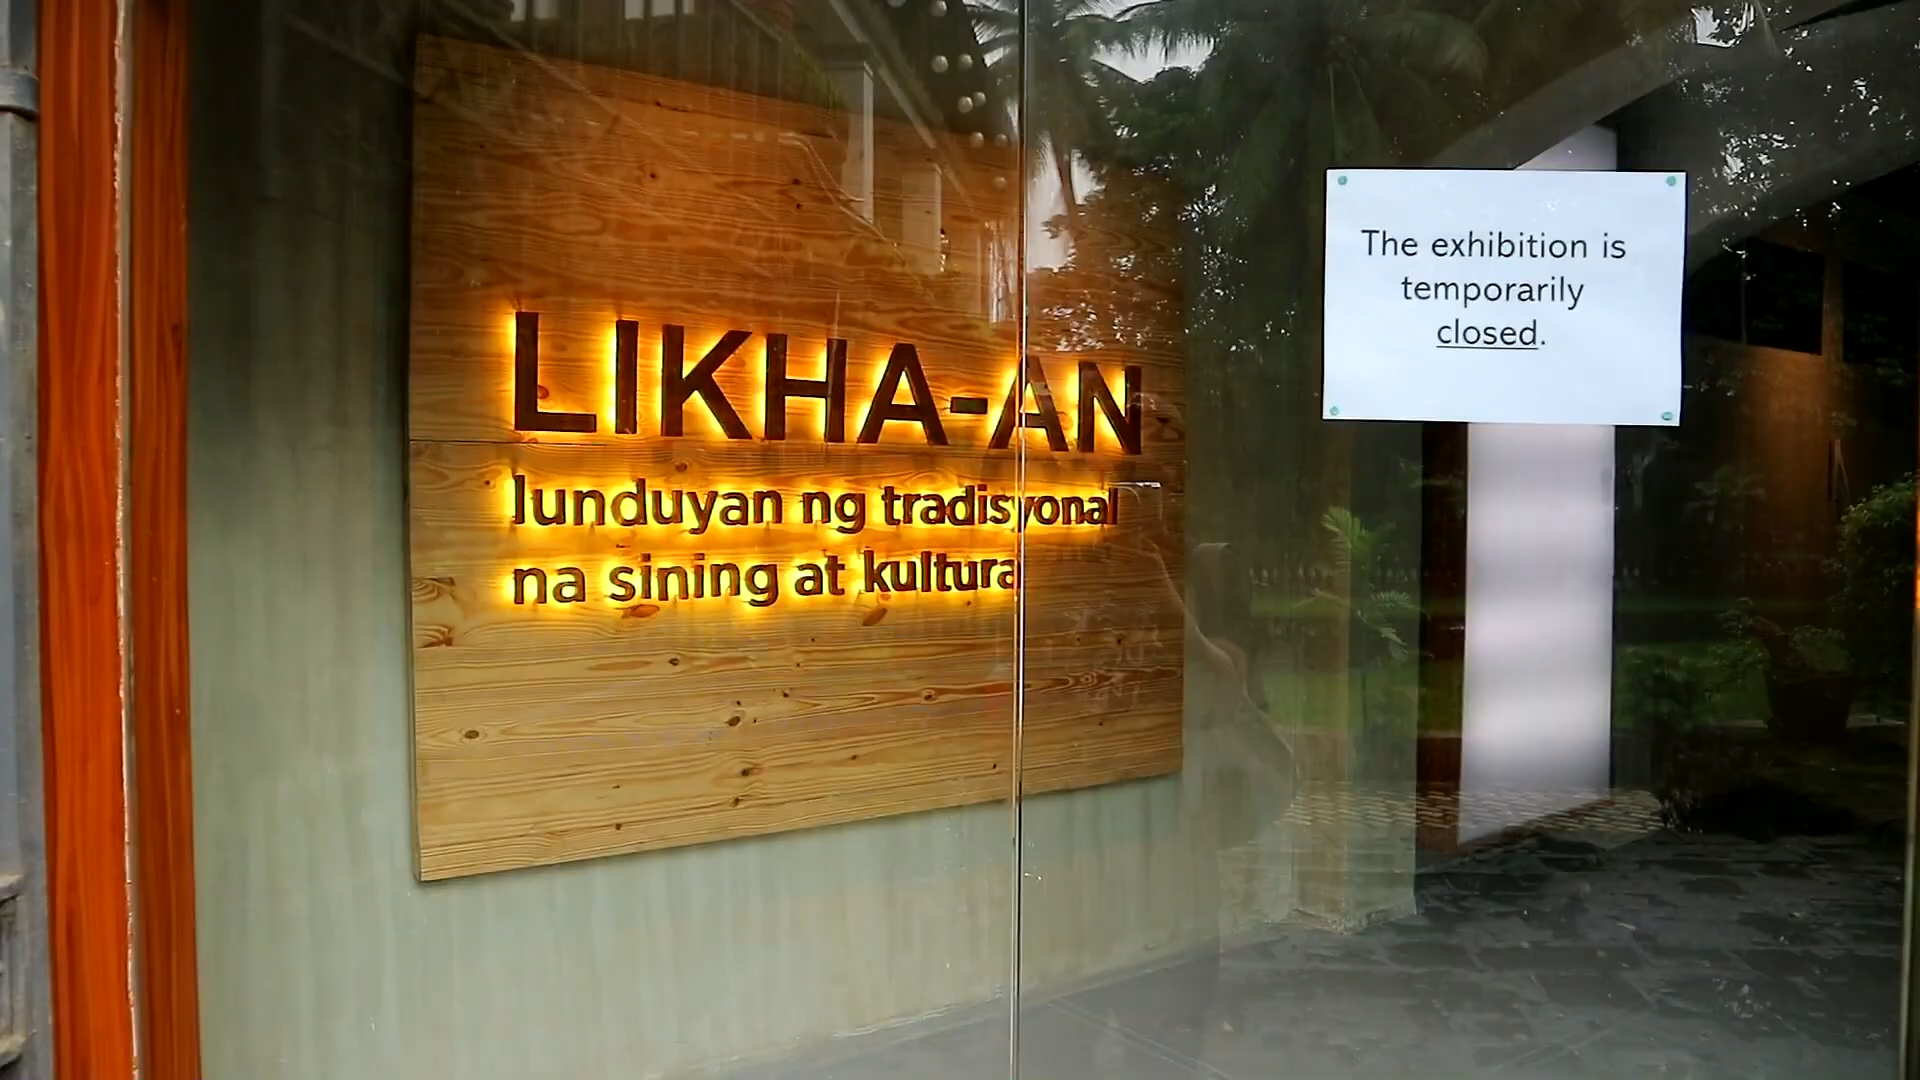 LIKHA-AN
lunduyan ng tradisyonal
na sining at kultura
The exhibition is
temporarily
closed.